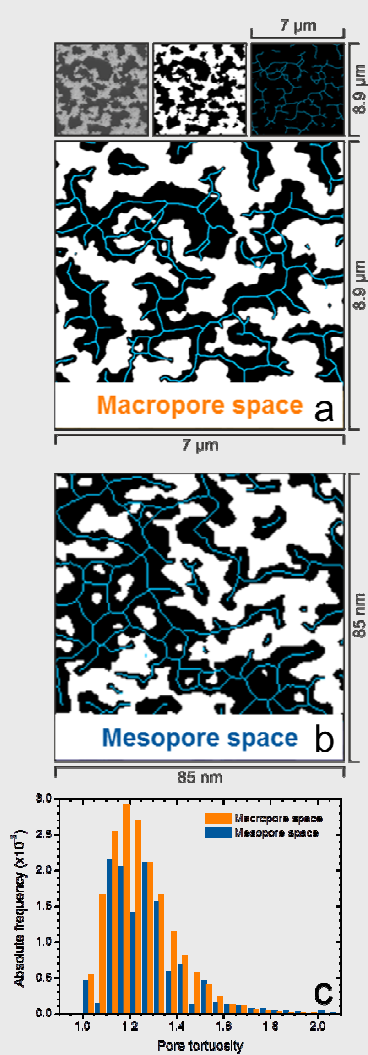 7 µm
8.9 µm
8.9 µm
Macropore space a
7 µm
85 nm
Mesopore space b
85 nm
3.0
2.5
2.0
1.5
1.0
0.5
0.0
Absolute frequency (x10⁻³)
Macropore space
Mesopore space
C
1.0 1.2 1.4 1.6 1.8 2.0
Pore tortuosity